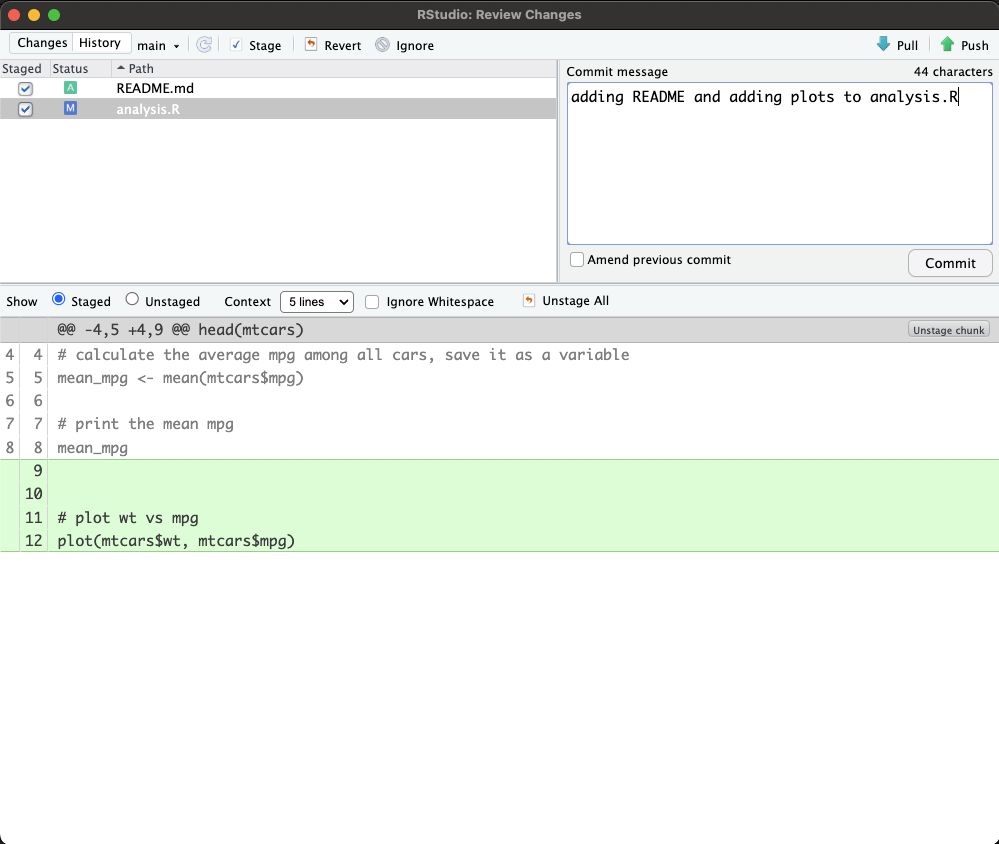 RStudio: Review Changes
Changes History main Stage Revert Ignore Pull Push
Staged Status Path
A README.md
M analysis.R
Commit message 44 characters
adding README and adding plots to analysis.R
Amend previous commit Commit
Show Staged Unstaged Context 5 lines Ignore Whitespace Unstage All
@@ -4,5 +4,9 @@ head(mtcars) Unstage chunk
4 4 # calculate the average mpg among all cars, save it as a variable
5 5 mean_mpg <- mean(mtcars$mpg)
6 6
7 7 # print the mean mpg
8 8 mean_mpg
9
10
11 # plot wt vs mpg
12 plot(mtcars$wt, mtcars$mpg)